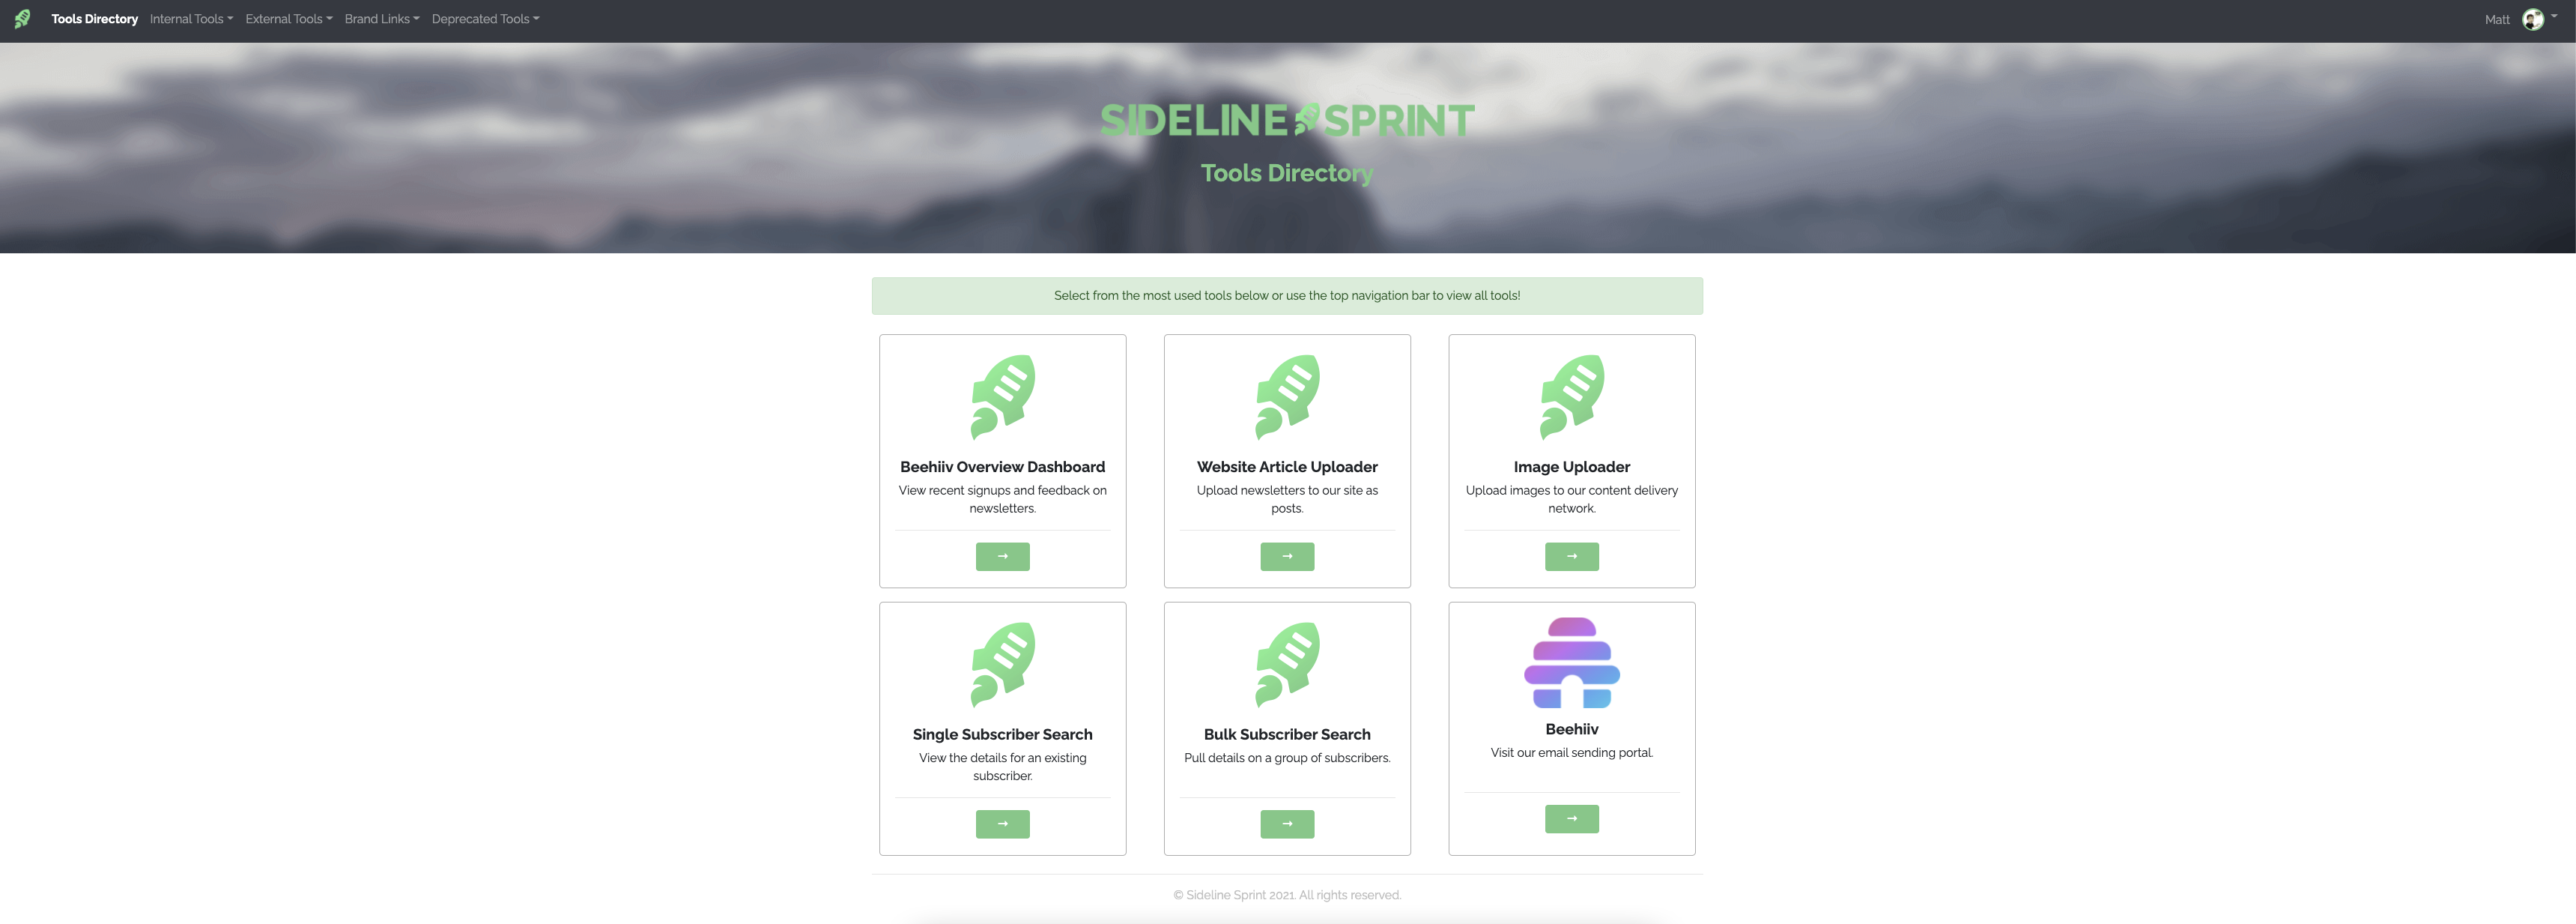 Tools Directory Internal Tools External Tools Brand Links Deprecated Tools Matt
SIDELINE SPRINT
Tools Directory
Select from the most used tools below or use the top navigation bar to view all tools!
Beehiiv Overview Dashboard
View recent signups and feedback on
newsletters.
→
Website Article Uploader
Upload newsletters to our site as
posts.
→
Image Uploader
Upload images to our content delivery
network.
→
Single Subscriber Search
View the details for an existing
subscriber.
→
Bulk Subscriber Search
Pull details on a group of subscribers.
→
Beehiiv
Visit our email sending portal.
→
© Sideline Sprint 2021. All rights reserved.